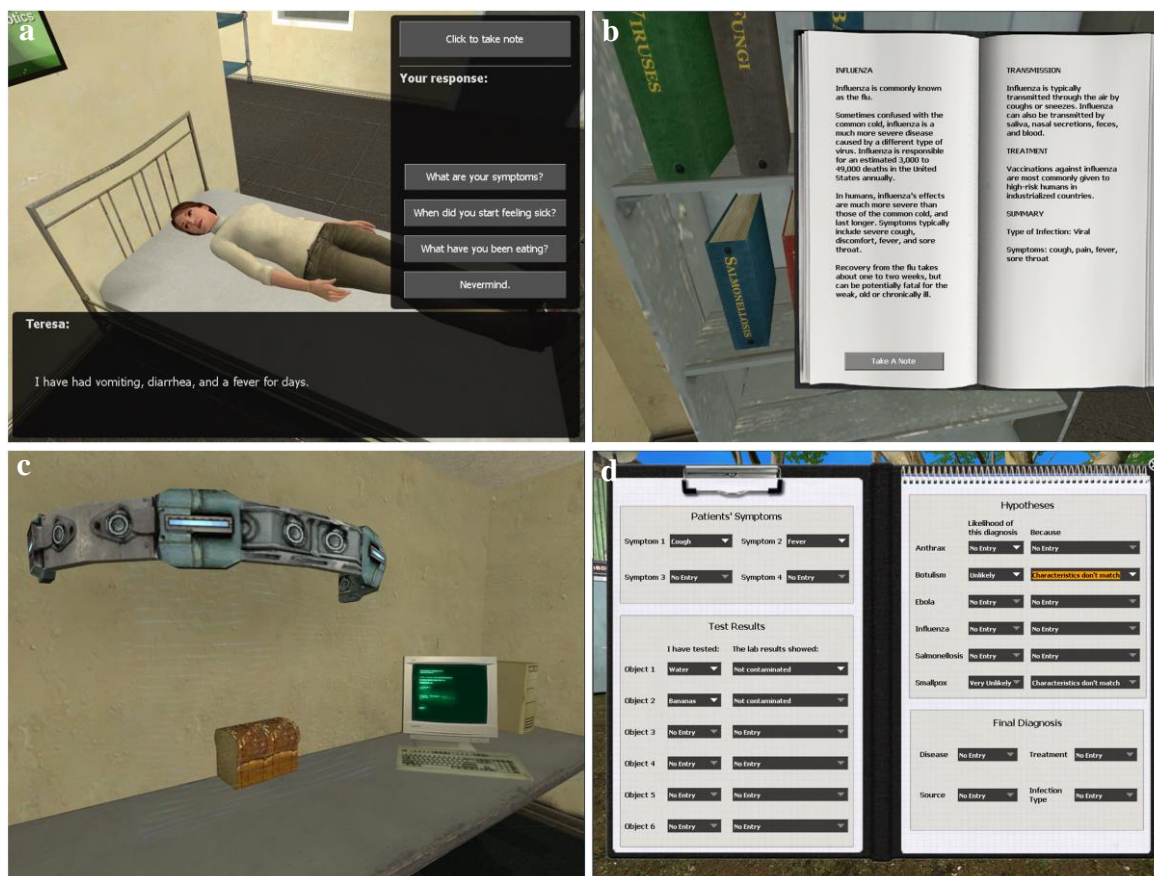 a
Click to take note
Your response:
What are your symptoms?
When did you start feeling sick?
What have you been eating?
Nevermind.
Teresa:
I have had vomiting, diarrhea, and a fever for days.
b
VIRUSES
FUNGI
SALMONELLOSIS
INFLUENZA
Influenza is commonly known
as the flu.
Sometimes confused with the
common cold, influenza is a
much more severe disease
caused by a different type of
virus. Influenza is responsible
for an estimated 3,000 to
49,000 deaths in the United
States annually.
In humans, influenza's effects
are much more severe than
those of the common cold, and
last longer. Symptoms typically
include severe cough,
discomfort, fever, and sore
throat.
Recovery from the flu takes
about one to two weeks, but
can be potentially fatal for the
weak, old or chronically ill.
Take A Note
TRANSMISSION
Influenza is typically
transmitted through the air by
coughs or sneezes. Influenza
can also be transmitted by
saliva, nasal secretions, feces,
and blood.
TREATMENT
Vaccinations against influenza
are most commonly given to
high-risk humans in
industrialized countries.
SUMMARY
Type of Infection: Viral
Symptoms: cough, pain, fever,
sore throat
c
d
Patients' Symptoms
Symptom 1 Cough Symptom 2 Fever
Symptom 3 No Entry Symptom 4 No Entry
Test Results
I have tested: The lab results showed:
Object 1 Water Not contaminated
Object 2 Bananas Not contaminated
Object 3 No Entry No Entry
Object 4 No Entry No Entry
Object 5 No Entry No Entry
Object 6 No Entry No Entry
Hypotheses
Likelihood of
this diagnosis Because
Anthrax No Entry No Entry
Botulism Unlikely Characteristics don't match
Ebola No Entry No Entry
Influenza No Entry No Entry
Salmonellosis No Entry No Entry
Smallpox Very Unlikely Characteristics don't match
Final Diagnosis
Disease No Entry Treatment No Entry
Source No Entry Infection
Type No Entry